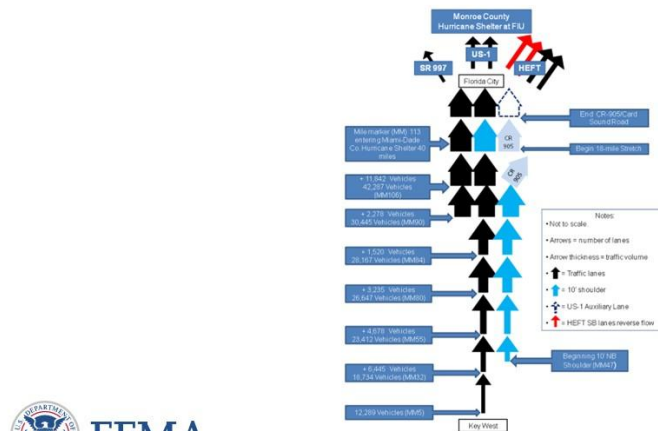 Monroe County
Hurricane Shelter at FIU
US-1
SR 997
HEFT
Florida City
End CR-905/Card
Sound Road
Mile marker (MM) 113
entering Miami-Dade
Co. Hurricane Shelter 40
miles
CR
905
Begin 18-mile Stretch
CR
905
+ 11,842 Vehicles
42,287 Vehicles
(MM106)
+ 2,278 Vehicles
30,445 Vehicles (MM90)
Notes
• Not to scale.
• Arrows = number of lanes
• Arrow thickness = traffic volume
• = Traffic lanes
• = 10' shoulder
• = US-1 Auxiliary Lane
• = HEFT SB lanes reverse flow
+ 1,520 Vehicles
28,167 Vehicles (MM84)
+ 3,235 Vehicles
26,647 Vehicles (MM80)
+ 4,678 Vehicles
23,412 Vehicles (MM55)
Beginning 10 NB
Shoulder (MM47)
+ 6,445 Vehicles
18,734 Vehicles (MM32)
12,289 Vehicles (MM5)
Key West
DEPARTMENT
FEMA